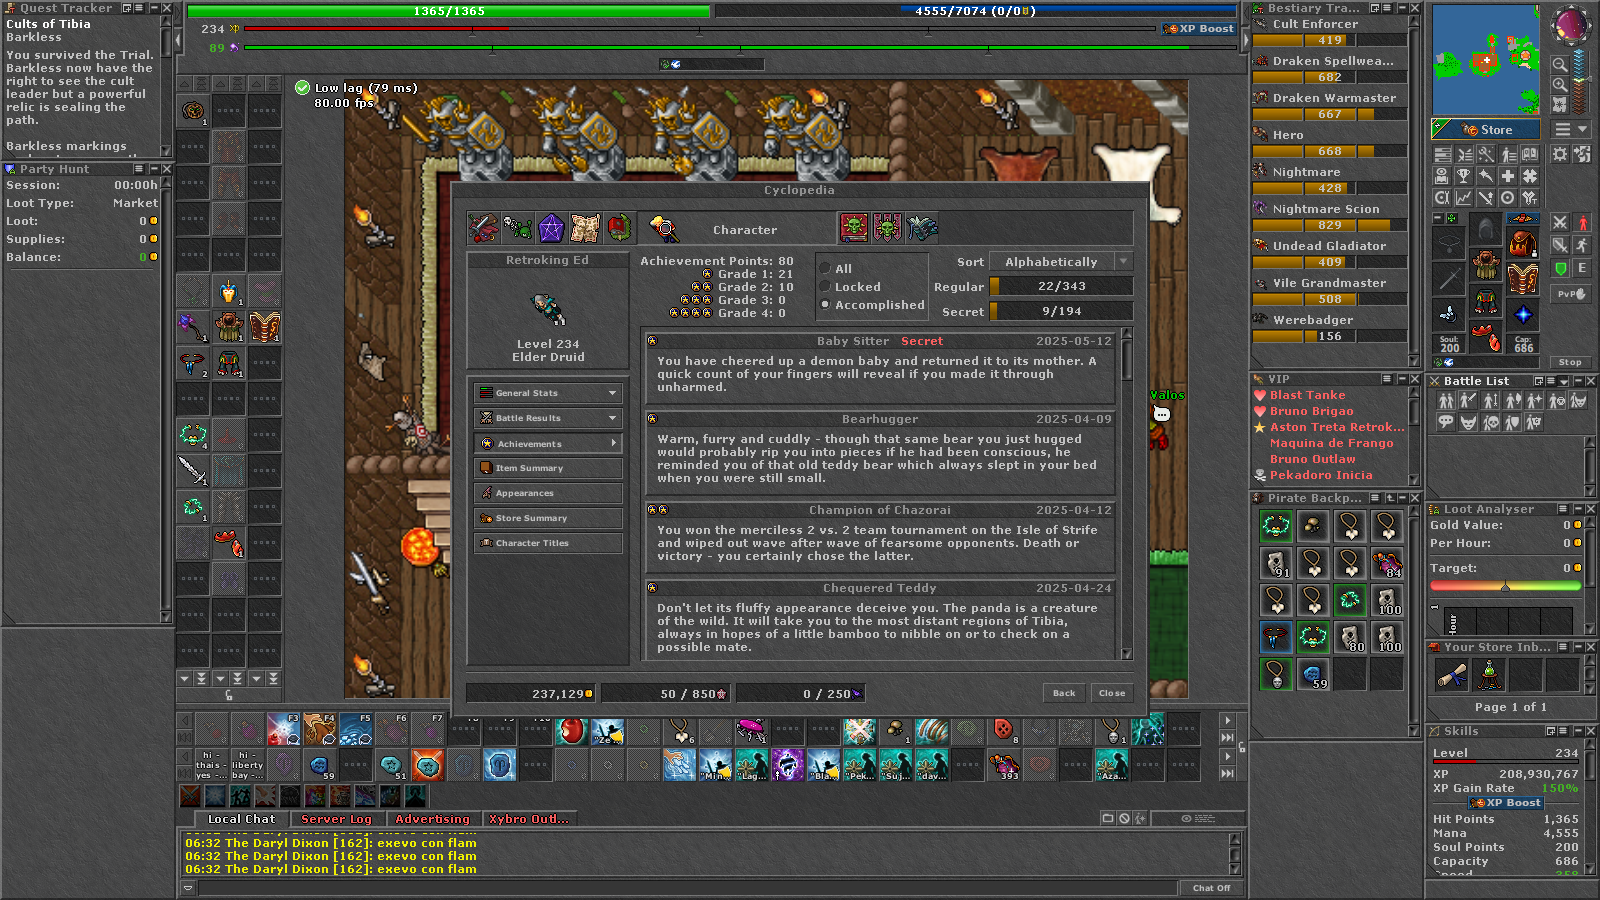 Quest Tracker
Cults of Tibia
Barkless
You survived the Trial.
Barkless now have the
right to see the cult
leader but a powerful
relic is sealing the
path.
Barkless markings
Party Hunt
Session: 00:00h
Loot Type: Market
Loot: 0
Supplies: 0
Balance: 0
1365/1365
4555/7074 (0/0)
234
XP Boost
89
Low lag (79 ms)
80.00 fps
Cyclopedia
Character
Retroking Ed
Level 234
Elder Druid
General Stats
Battle Results
Achievements
Item Summary
Appearances
Store Summary
Character Titles
Achievement Points: 80
Grade 1: 21
Grade 2: 10
Grade 3: 0
Grade 4: 0
All
Locked
Accomplished
Sort Alphabetically
Regular 22/343
Secret 9/194
Baby Sitter Secret 2025-05-12
You have cheered up a demon baby and returned it to its mother. A
quick count of your fingers will reveal if you made it through
unharmed.
Bearhugger 2025-04-09
Warm, furry and cuddly - though that same bear you just hugged
would probably rip you into pieces if he had been conscious, he
reminded you of that old teddy bear which always slept in your bed
when you were still small.
Champion of Chazorai 2025-04-12
You won the merciless 2 vs. 2 team tournament on the Isle of Strife
and wiped out wave after wave of fearsome opponents. Death or
victory - you certainly chose the latter.
Chequered Teddy 2025-04-24
Don't let its fluffy appearance deceive you. The panda is a creature
of the wild. It will take you to the most distant regions of Tibia,
always in hopes of a little bamboo to nibble on or to check on a
possible mate.
237,129
50 / 850
0 / 250
Back
Close
Valos
Bestiary Tra...
Cult Enforcer
419
Draken Spellwea...
682
Draken Warmaster
667
Hero
668
Nightmare
428
Nightmare Scion
829
Undead Gladiator
409
Vile Grandmaster
508
Werebadger
156
VIP
Blast Tanke
Bruno Brigao
Aston Treta Retrok...
Maquina de Frango
Bruno Outlaw
Pekadoro Inicia
Pirate Backp...
91
84
100
80
100
59
Store
Soul:
200
Cap:
686
E
PvP
Stop
Battle List
Loot Analyser
Gold Value: 0
Per Hour: 0
Target: 0
Your Store Inb...
Page 1 of 1
Skills
Level 234
XP 208,930,767
XP Gain Rate 150%
XP Boost
Hit Points 1,365
Mana 4,555
Soul Points 200
Capacity 686
Speed 358
F3
F4
F5
F6
F7
"Ze...
6
1
8
1
hi -
thais -
yes -...
hi -
liberty
bay -...
59
51
"Min...
"Lag...
"Bla...
"Pek...
"Suj...
"dav...
393
"Aza...
Local Chat
Server Log
Advertising
Xybro Outl...
06:32 The Daryl Dixon [162]: exevo con flam
06:32 The Daryl Dixon [162]: exevo con flam
06:32 The Daryl Dixon [162]: exevo con flam
Chat Off